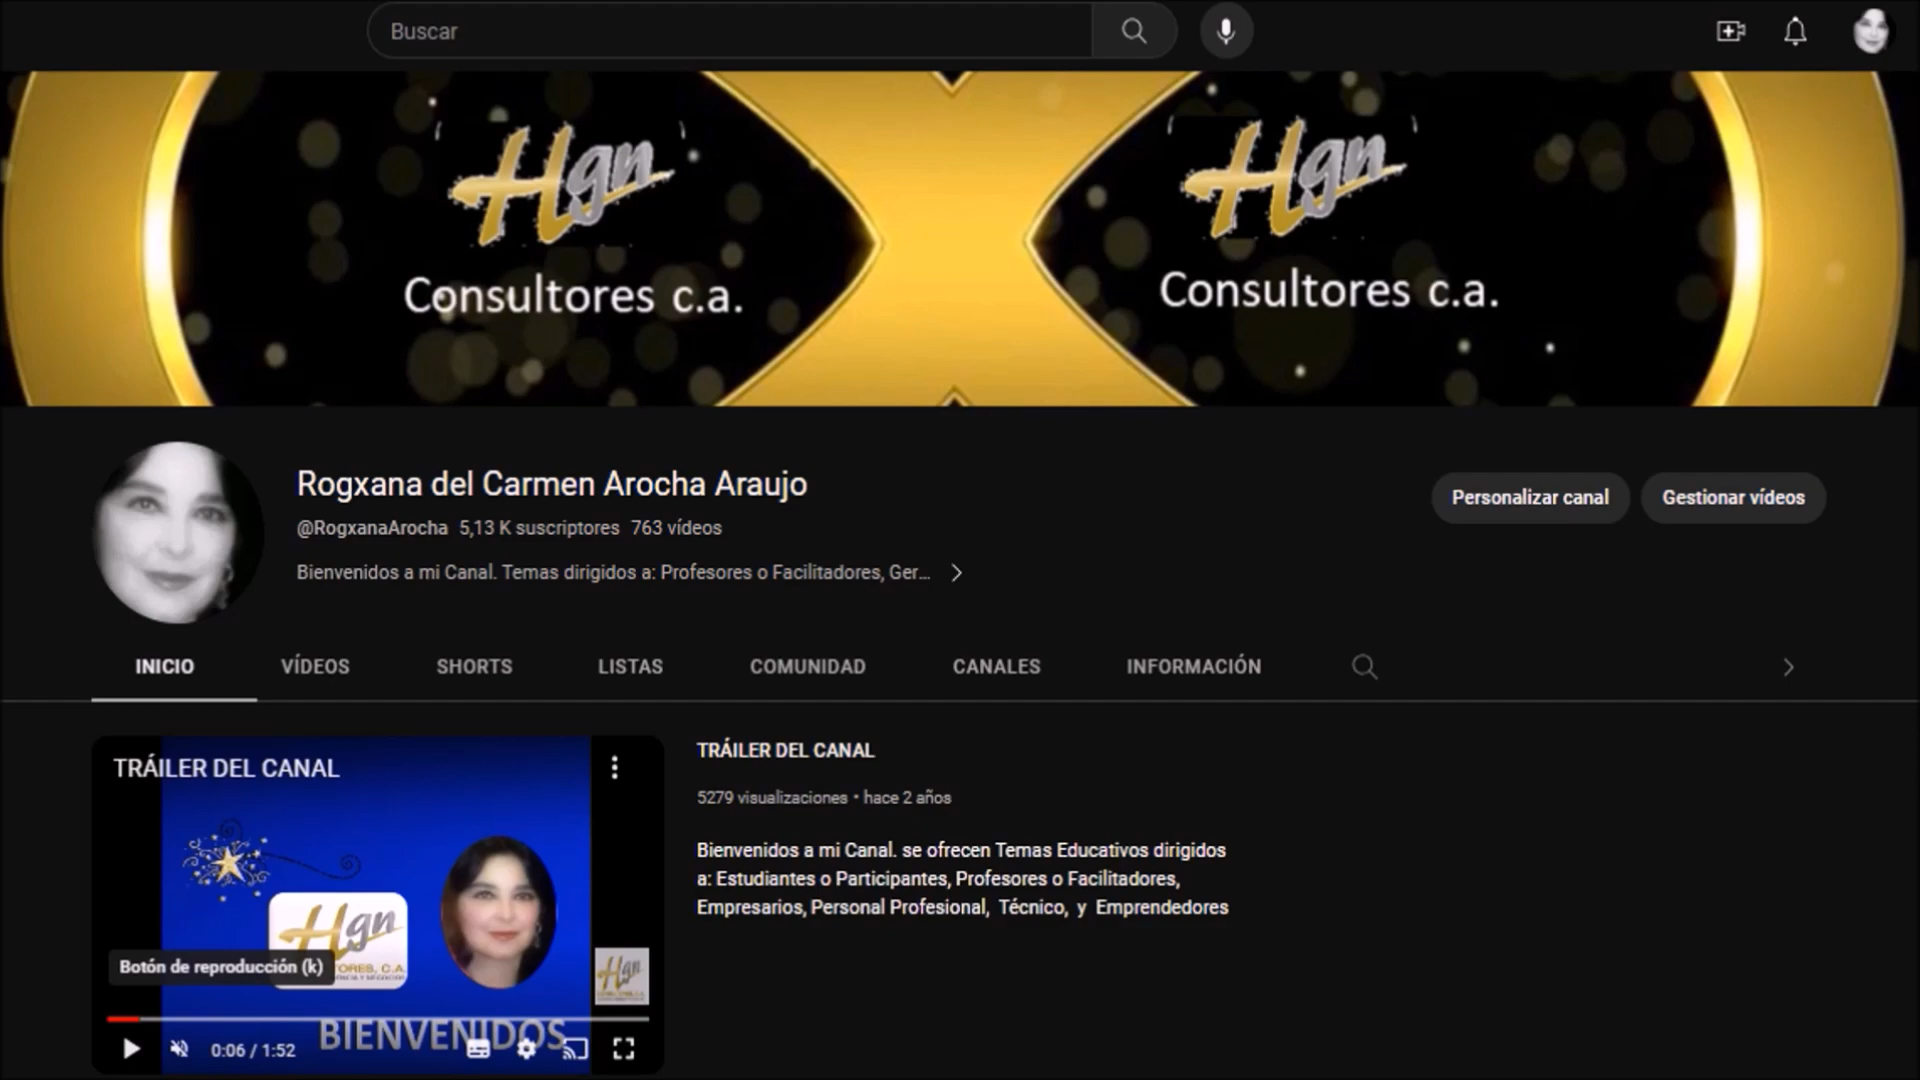 Buscar
Hgn
Consultores c.a.
Hgn
Consultores c.a.
Rogxana del Carmen Arocha Araujo
@RogxanaArocha 5,13 K suscriptores 763 vídeos
Bienvenidos a mi Canal. Temas dirigidos a: Profesores o Facilitadores, Ger...
Personalizar canal
Gestionar vídeos
INICIO VÍDEOS SHORTS LISTAS COMUNIDAD CANALES INFORMACIÓN
TRÁILER DEL CANAL
Hgn
TORES, C.A.
Botón de reproducción (k)
Hgn
BIENVENIDOS
0:06 / 1:52
TRÁILER DEL CANAL
5279 visualizaciones • hace 2 años
Bienvenidos a mi Canal. se ofrecen Temas Educativos dirigidos
a: Estudiantes o Participantes, Profesores o Facilitadores,
Empresarios, Personal Profesional, Técnico, y Emprendedores